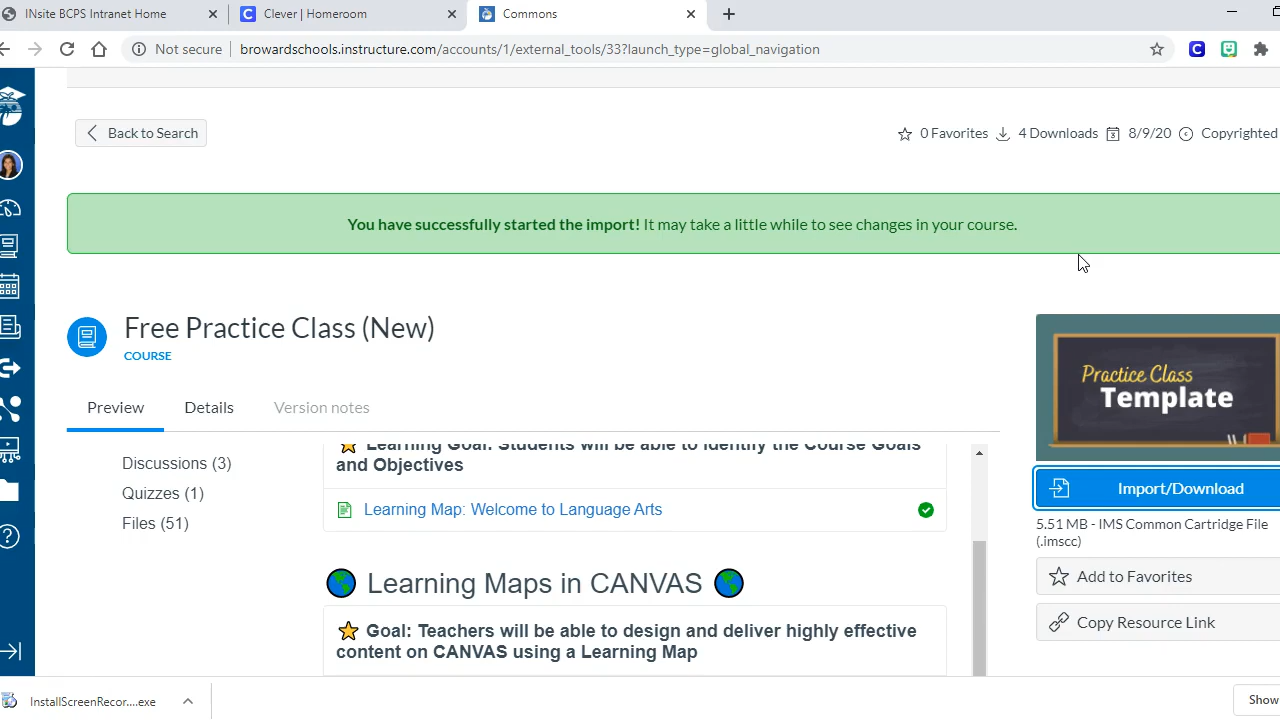 INsite BCPS Intranet Home
Clever | Homeroom
Commons
Not secure
browardschools.instructure.com/accounts/1/external_tools/33?launch_type=global_navigation
Back to Search
0 Favorites
4 Downloads
8/9/20
Copyrighted
You have successfully started the import! It may take a little while to see changes in your course.
Free Practice Class (New)
COURSE
Practice Class
Template
Preview
Details
Version notes
Discussions (3)
Quizzes (1)
Files (51)
Learning Goal: Students will be able to identify the Course Goals
and Objectives
Learning Map: Welcome to Language Arts
Import/Download
5.51 MB - IMS Common Cartridge File
(.imscc)
Add to Favorites
Copy Resource Link
Learning Maps in CANVAS
Goal: Teachers will be able to design and deliver highly effective
content on CANVAS using a Learning Map
InstallScreenRecor....exe
Show